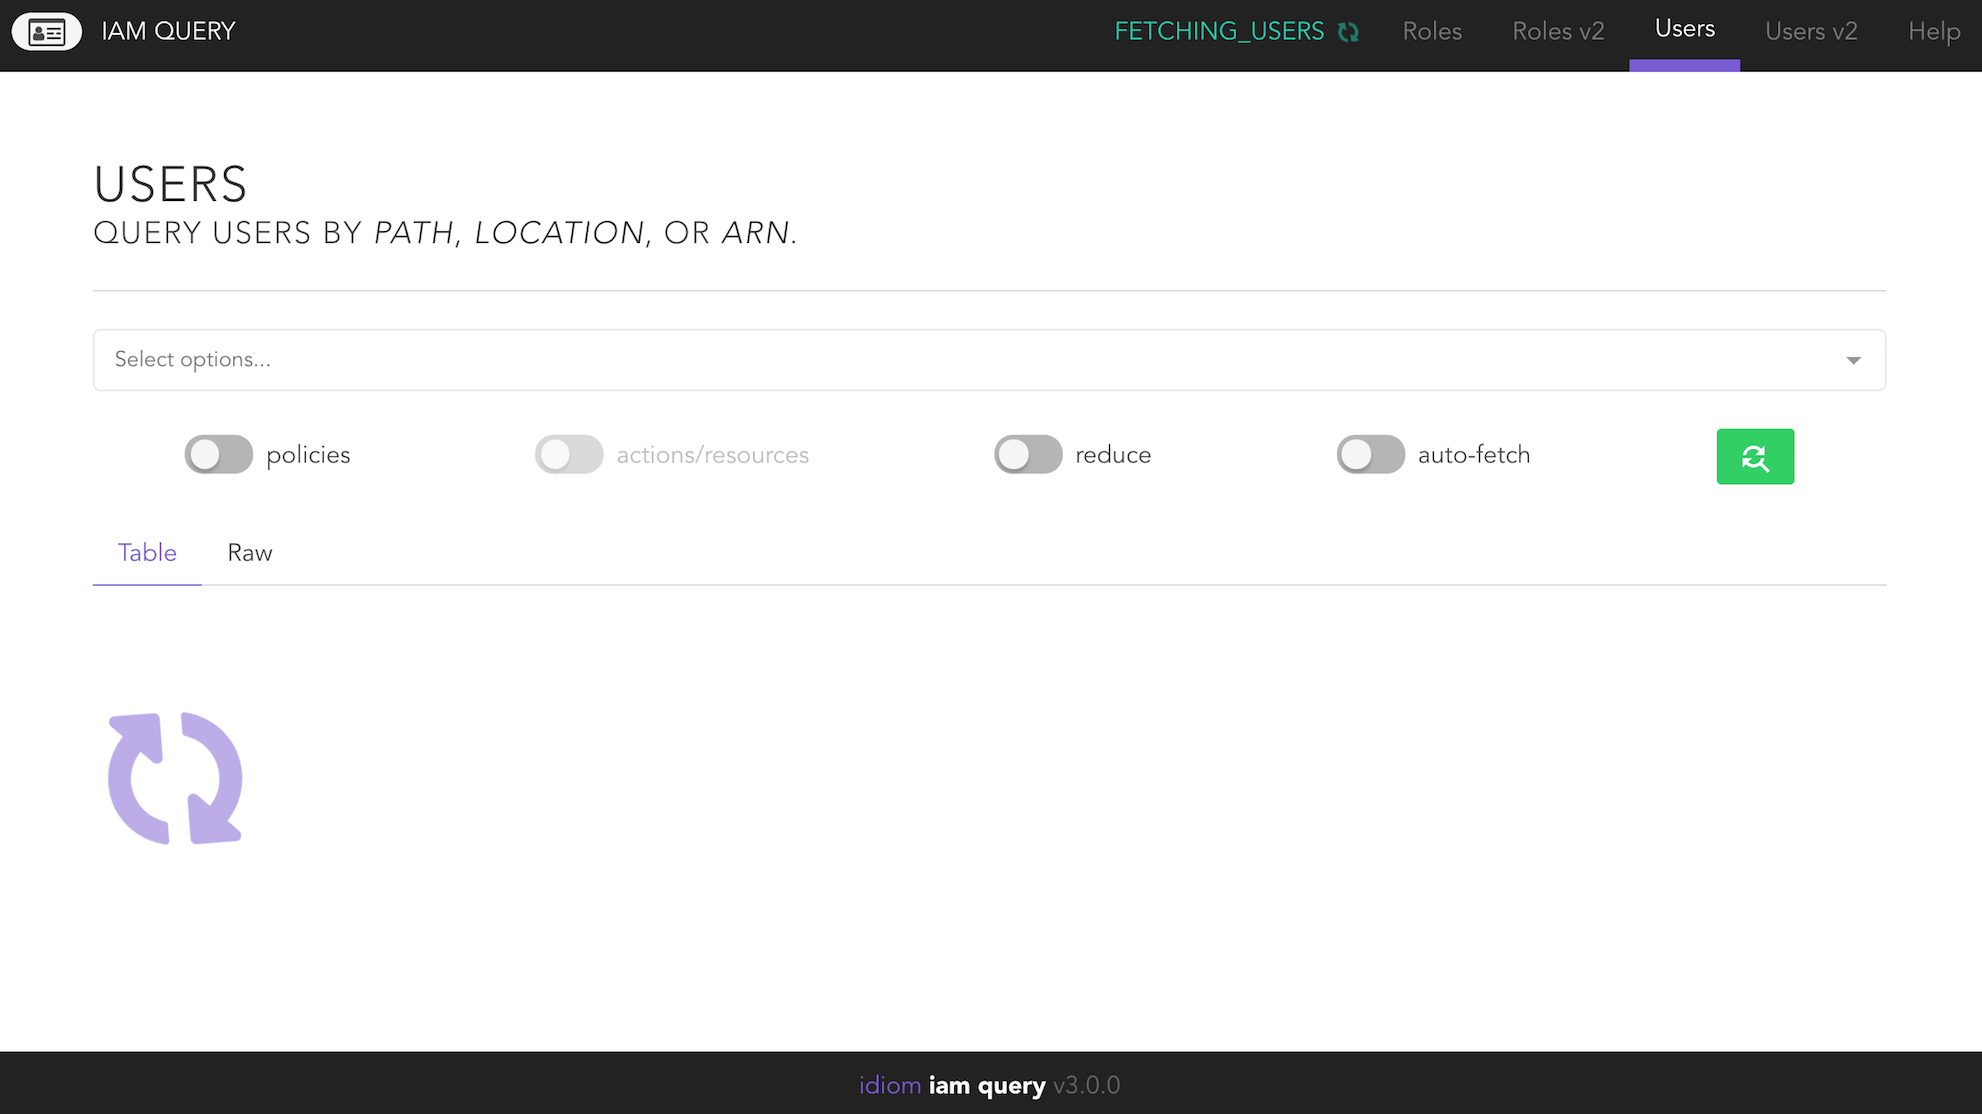 IAM QUERY
FETCHING_USERS
Roles
Roles v2
Users
Users v2
Help
USERS
QUERY USERS BY PATH, LOCATION, OR ARN.
Select options...
policies
actions/resources
reduce
auto-fetch
Table
Raw
idiom iam query v3.0.0